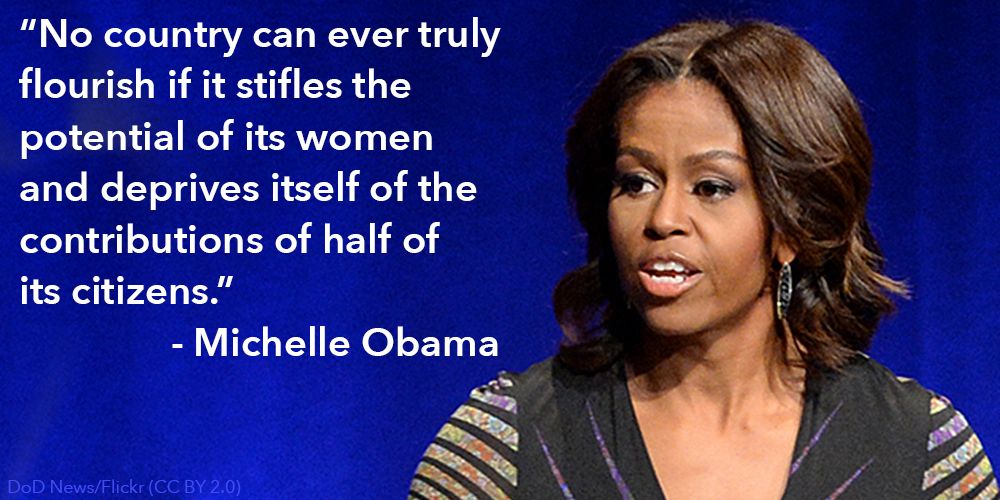 “No country can ever truly
flourish if it stifles the
potential of its women
and deprives itself of the
contributions of half of
its citizens.”
- Michelle Obama
DoD News/Flickr (CC BY 2.0)